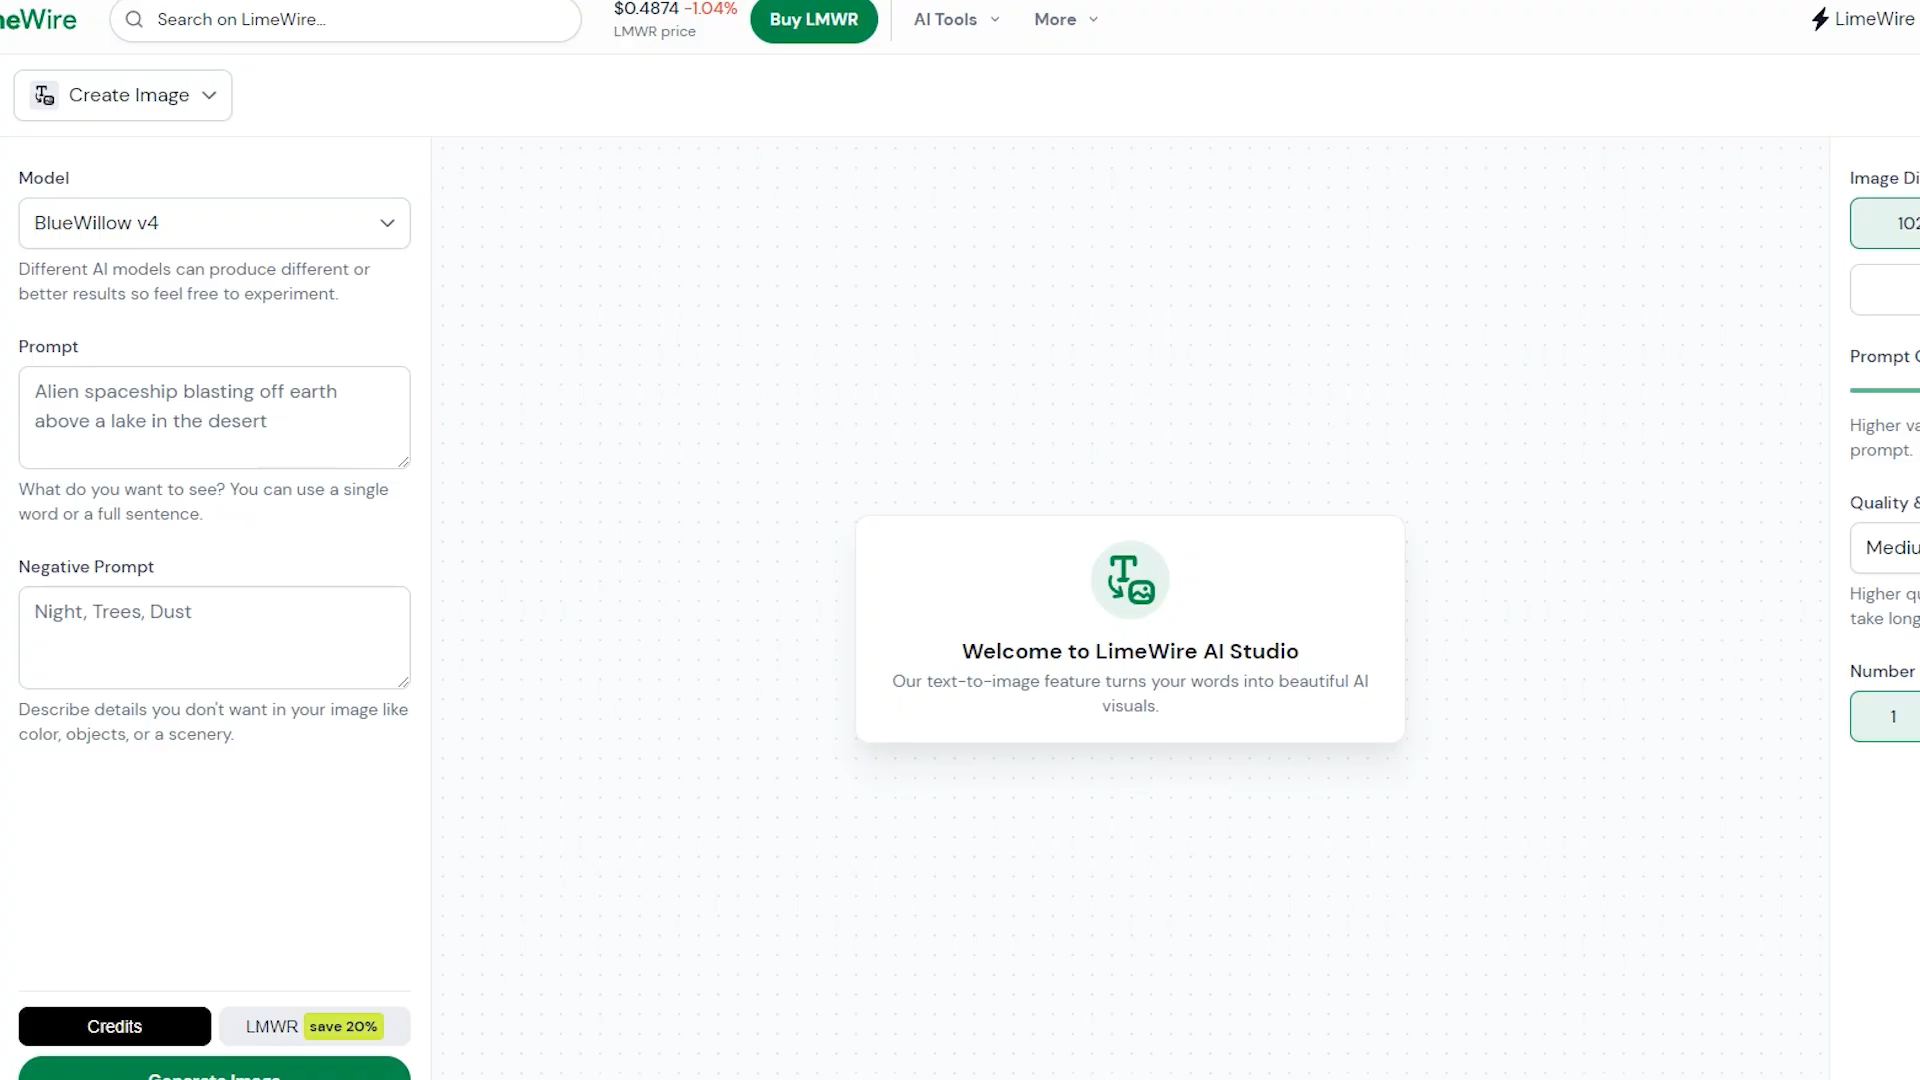 neWire
Search on LimeWire...
$0.4874 -1.04%
LMWR price
Buy LMWR
AI Tools
More
LimeWire
Create Image
Model
BlueWillow v4
Different AI models can produce different or
better results so feel free to experiment.
Prompt
Alien spaceship blasting off earth
above a lake in the desert
What do you want to see? You can use a single
word or a full sentence.
Negative Prompt
Night, Trees, Dust
Describe details you don't want in your image like
color, objects, or a scenery.
Credits
LMWR save 20%
Generate Image
Welcome to LimeWire AI Studio
Our text-to-image feature turns your words into beautiful AI
visuals.
Image Di
102
Prompt
Higher va
prompt.
Quality &
Mediu
Higher qu
take long
Number
1